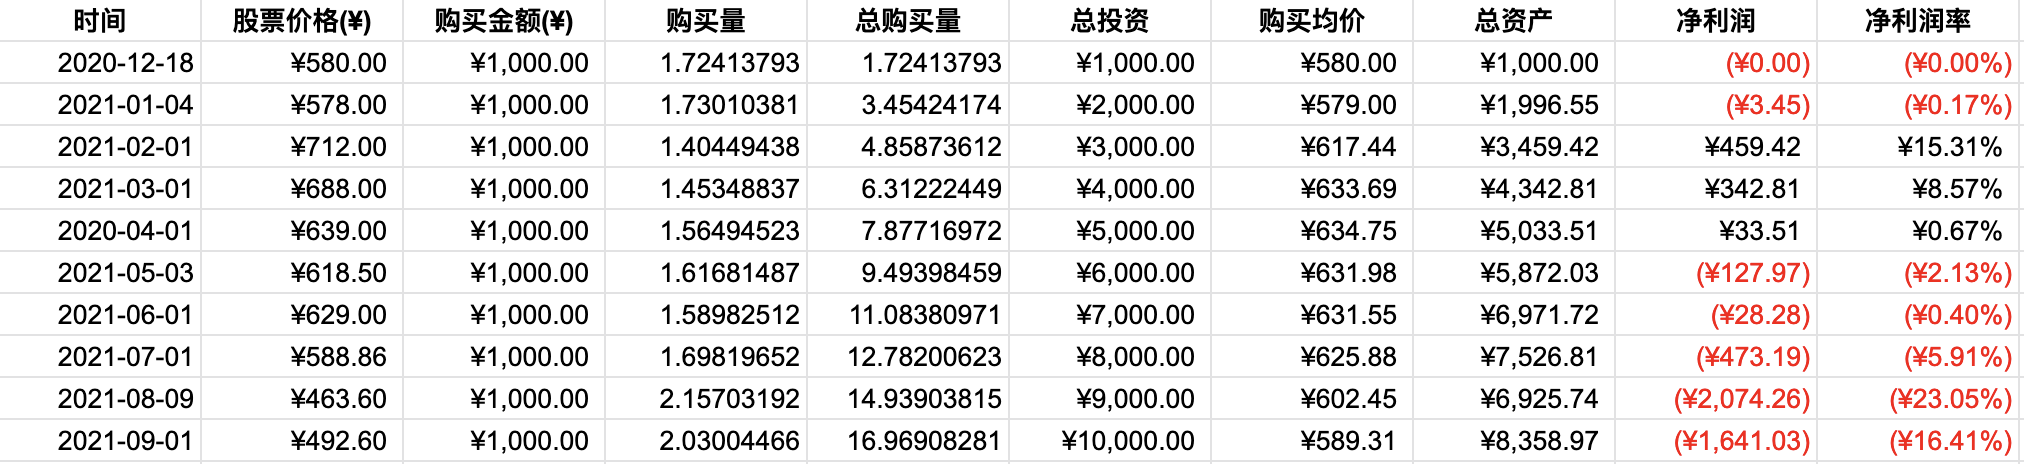 时间 股票价格(¥) 购买金额(¥) 购买量 总购买量 总投资 购买均价 总资产 净利润 净利润率
2020-12-18 ¥580.00 ¥1,000.00 1.72413793 1.72413793 ¥1,000.00 ¥580.00 ¥1,000.00 (¥0.00) (¥0.00%)
2021-01-04 ¥578.00 ¥1,000.00 1.73010381 3.45424174 ¥2,000.00 ¥579.00 ¥1,996.55 (¥3.45) (¥0.17%)
2021-02-01 ¥712.00 ¥1,000.00 1.40449438 4.85873612 ¥3,000.00 ¥617.44 ¥3,459.42 ¥459.42 ¥15.31%
2021-03-01 ¥688.00 ¥1,000.00 1.45348837 6.31222449 ¥4,000.00 ¥633.69 ¥4,342.81 ¥342.81 ¥8.57%
2020-04-01 ¥639.00 ¥1,000.00 1.56494523 7.87716972 ¥5,000.00 ¥634.75 ¥5,033.51 ¥33.51 ¥0.67%
2021-05-03 ¥618.50 ¥1,000.00 1.61681487 9.49398459 ¥6,000.00 ¥631.98 ¥5,872.03 (¥127.97) (¥2.13%)
2021-06-01 ¥629.00 ¥1,000.00 1.58982512 11.08380971 ¥7,000.00 ¥631.55 ¥6,971.72 (¥28.28) (¥0.40%)
2021-07-01 ¥588.86 ¥1,000.00 1.69819652 12.78200623 ¥8,000.00 ¥625.88 ¥7,526.81 (¥473.19) (¥5.91%)
2021-08-09 ¥463.60 ¥1,000.00 2.15703192 14.93903815 ¥9,000.00 ¥602.45 ¥6,925.74 (¥2,074.26) (¥23.05%)
2021-09-01 ¥492.60 ¥1,000.00 2.03004466 16.96908281 ¥10,000.00 ¥589.31 ¥8,358.97 (¥1,641.03) (¥16.41%)